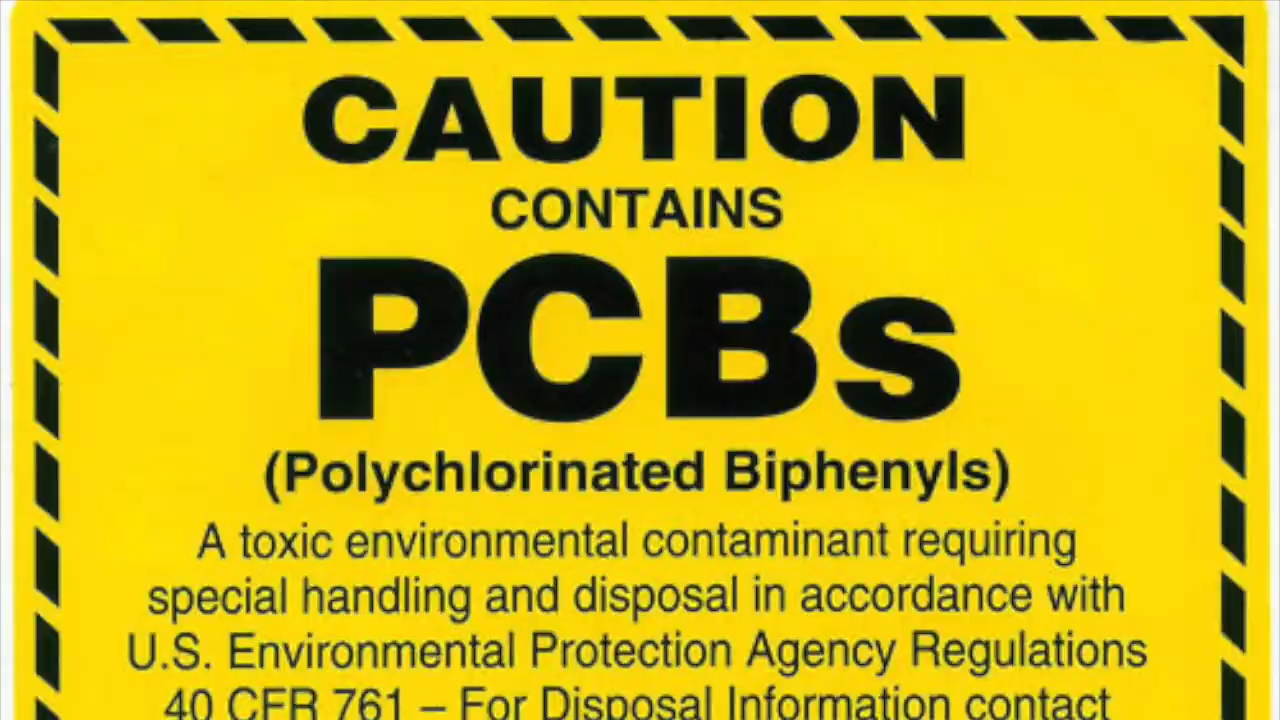 CAUTION
CONTAINS
PCBs
(Polychlorinated Biphenyls)
A toxic environmental contaminant requiring
special handling and disposal in accordance with
U.S. Environmental Protection Agency Regulations
40 CFR 761 – For Disposal Information contact